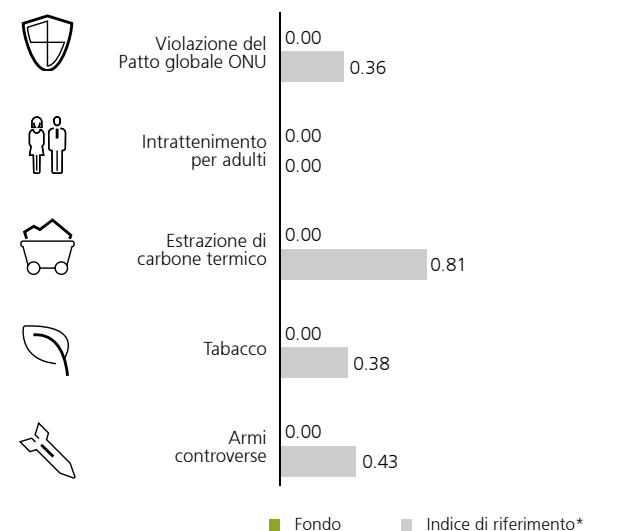 Violazione del
Patto globale ONU
0.00
0.36
Intrattenimento
per adulti
0.00
0.00
Estrazione di
carbone termico
0.00
0.81
Tabacco
0.00
0.38
Armi
controverse
0.00
0.43
Fondo
Indice di riferimento*